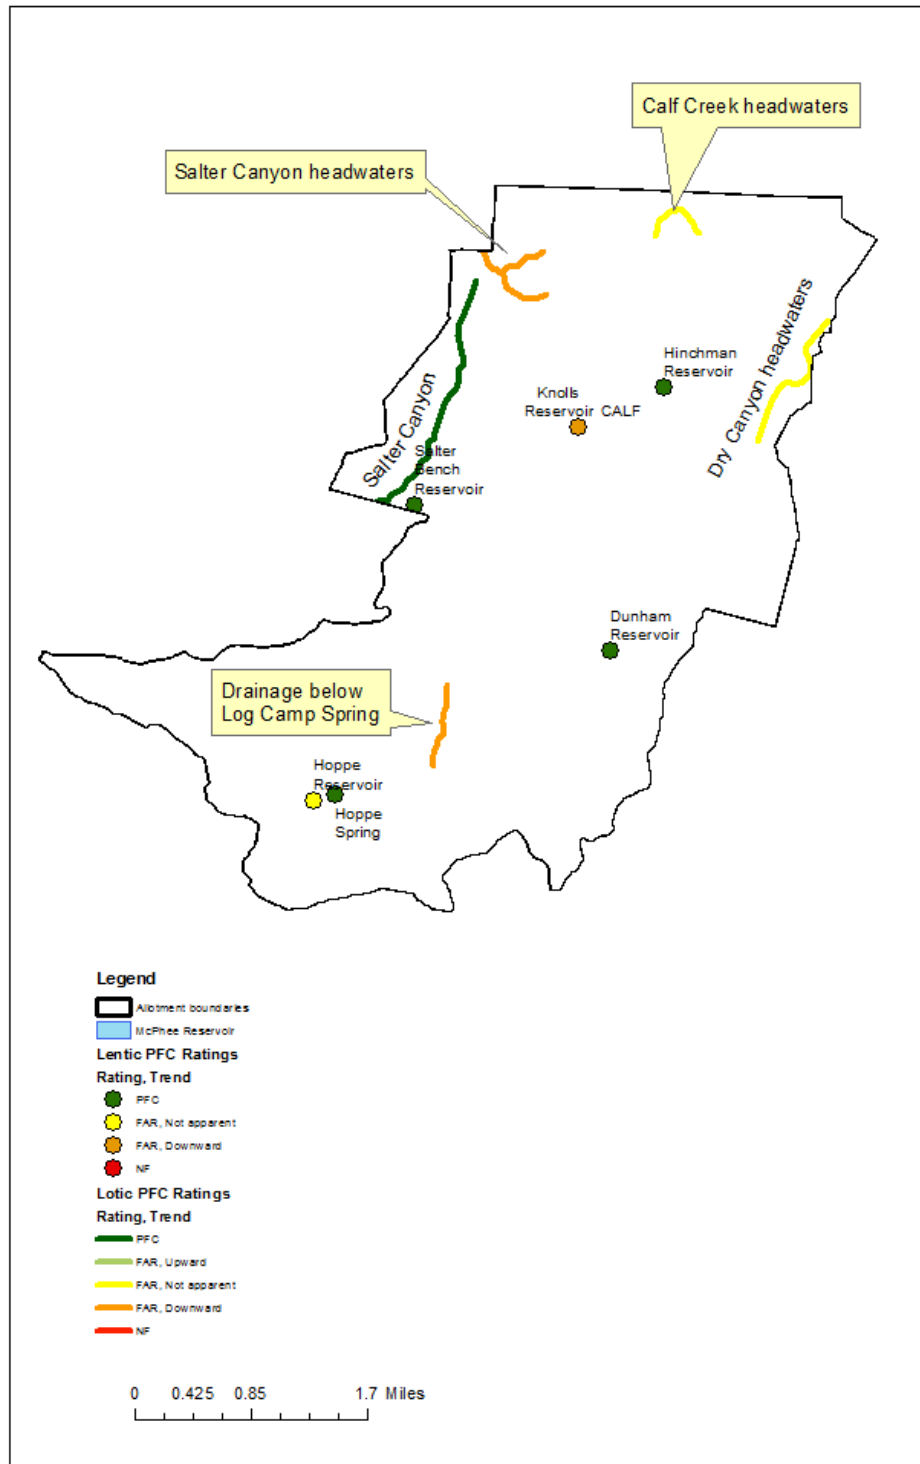 Calf Creek headwaters
Salter Canyon headwaters
Dry Canyon headwaters
Hinchman
Reservoir
Knolls
Reservoir CALF
Salter Canyon
Salter
Bench
Reservoir
Dunham
Reservoir
Drainage below
Log Camp Spring
Hoppe
Reservoir
Hoppe
Spring
Legend
Allotment boundaries
McPhee Reservoir
Lentic PFC Ratings
Rating, Trend
PFC
FAR, Not apparent
FAR, Downward
NF
Lotic PFC Ratings
Rating, Trend
PFC
FAR, Upward
FAR, Not apparent
FAR, Downward
NF
0 0.425 0.85 1.7 Miles